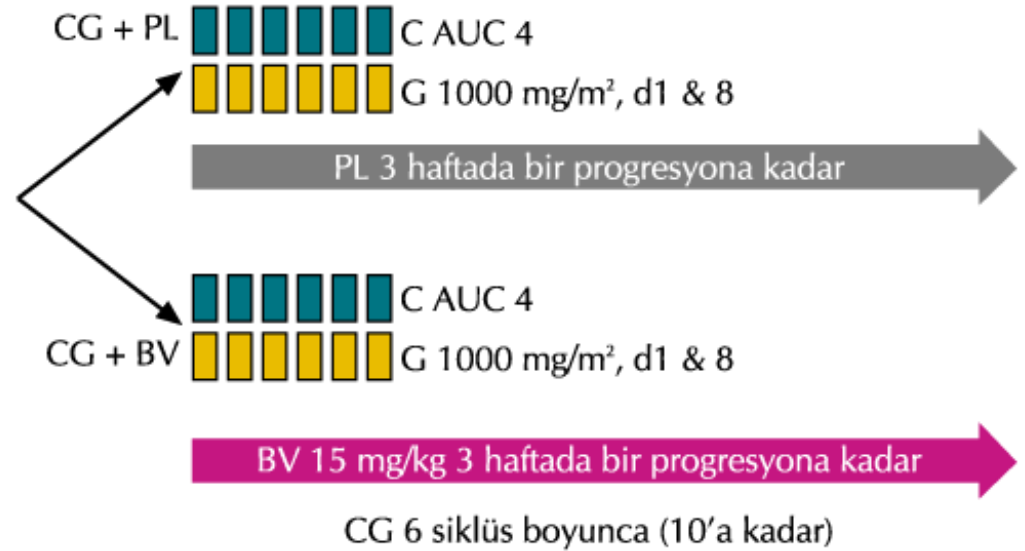 CG + PL
C AUC 4
G 1000 mg/m², d1 & 8
PL 3 haftada bir progresyona kadar
C AUC 4
CG + BV
G 1000 mg/m², d1 & 8
BV 15 mg/kg 3 haftada bir progresyona kadar
CG 6 siklüs boyunca (10’a kadar)